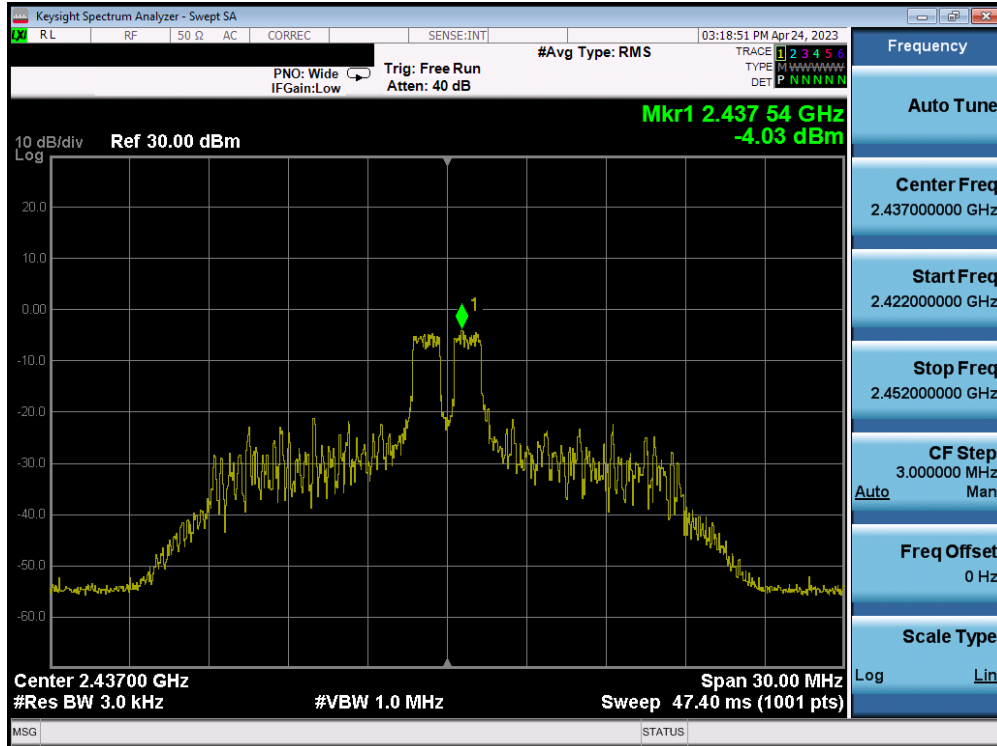 Keysight Spectrum Analyzer - Swept SA
LXI RL RF 50 Ω AC CORREC SENSE:INT 03:18:51 PM Apr 24, 2023
PNO: Wide Trig: Free Run #Avg Type: RMS TRACE 1 2 3 4 5 6
IFGain:Low Atten: 40 dB TYPE M W W W W W
DET P N N N N N
Mkr1 2.437 54 GHz
-4.03 dBm
10 dB/div Ref 30.00 dBm
Log
20.0
10.0
0.00
-10.0
-20.0
-30.0
-40.0
-50.0
-60.0
1
Center 2.43700 GHz Span 30.00 MHz
#Res BW 3.0 kHz #VBW 1.0 MHz Sweep 47.40 ms (1001 pts)
MSG STATUS
Frequency
Auto Tune
Center Freq
2.437000000 GHz
Start Freq
2.422000000 GHz
Stop Freq
2.452000000 GHz
CF Step
3.000000 MHz
Auto Man
Freq Offset
0 Hz
Scale Type
Log Lin